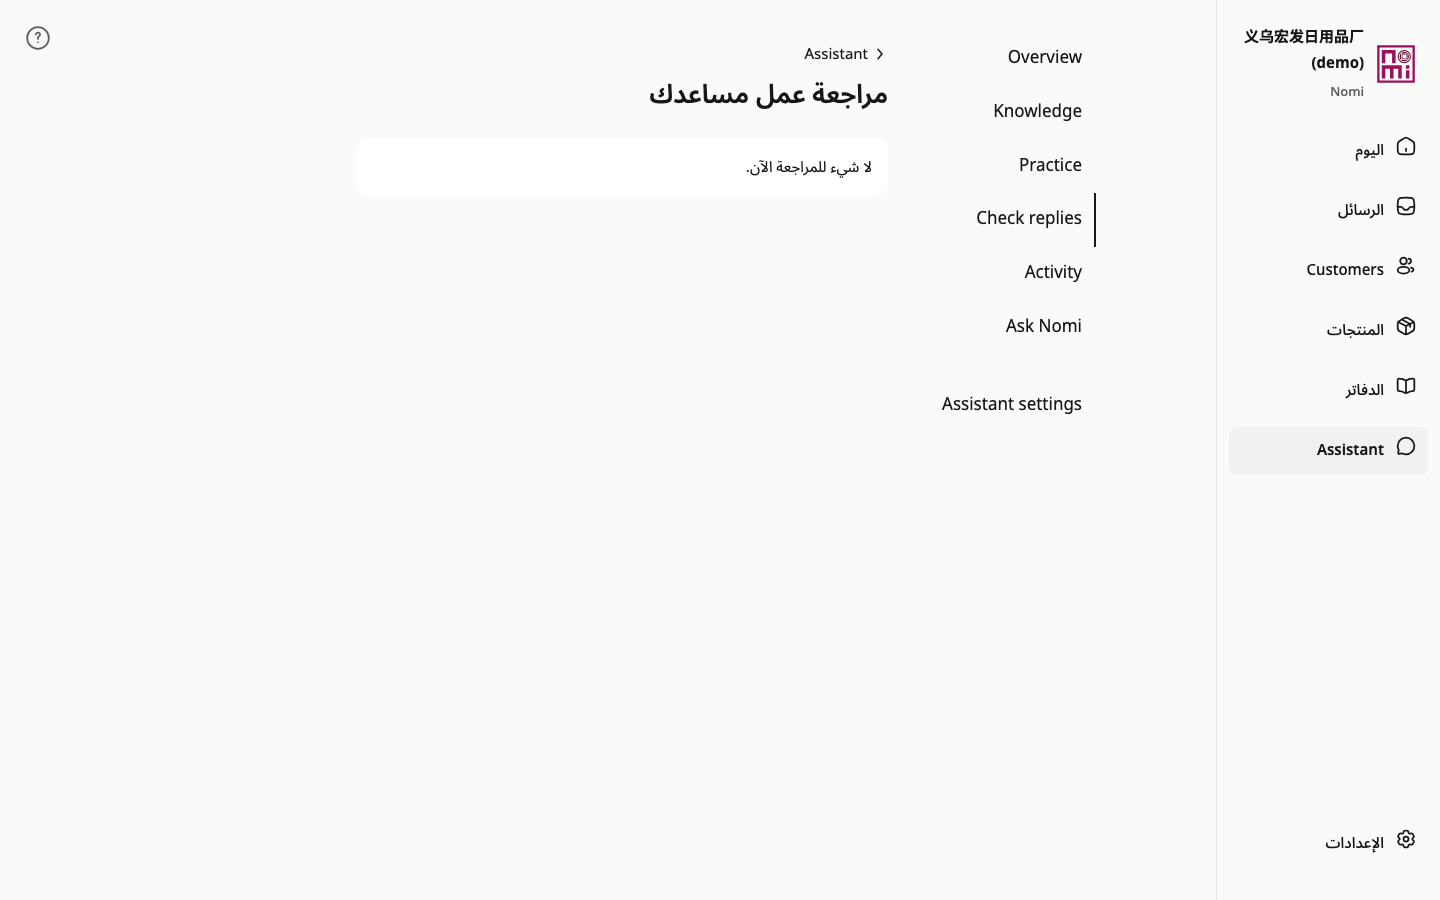 义乌宏发日用品厂
(demo)
Nomi
اليوم
الرسائل
Customers
المنتجات
الدفاتر
Assistant
الإعدادات
Overview
Knowledge
Practice
Check replies
Activity
Ask Nomi
Assistant settings
Assistant
مراجعة عمل مساعدك
لا شيء للمراجعة الآن.